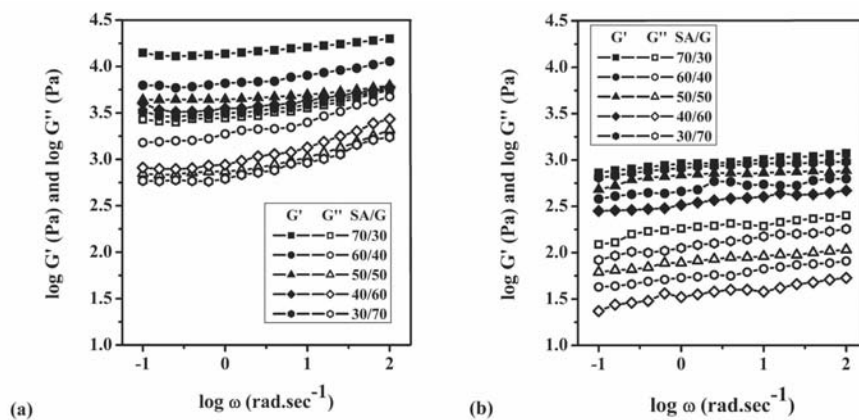 log G' (Pa) and log G'' (Pa)
4.5
4.0
3.5
3.0
2.5
2.0
1.5
1.0
G' G'' SA/G
70/30
60/40
50/50
40/60
30/70
-1 0 1 2
log ω (rad.sec-1)
(a)
log G' (Pa) and log G'' (Pa)
4.5
4.0
3.5
3.0
2.5
2.0
1.5
1.0
G' G'' SA/G
70/30
60/40
50/50
40/60
30/70
-1 0 1 2
log ω (rad.sec-1)
(b)